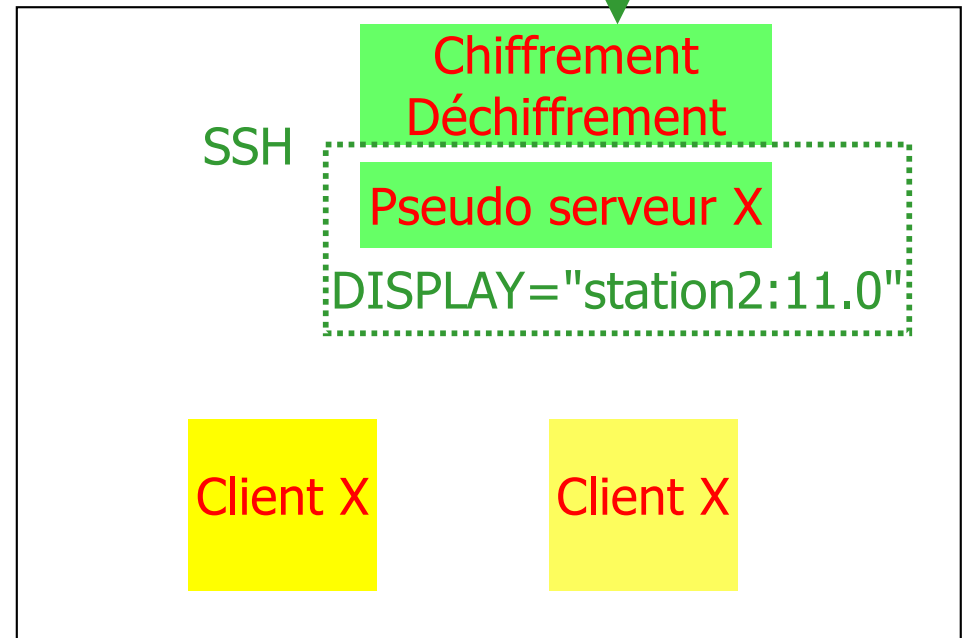 Chiffrement
Déchiffrement
SSH
Pseudo serveur X
DISPLAY="station2:11.0"
Client X
Client X